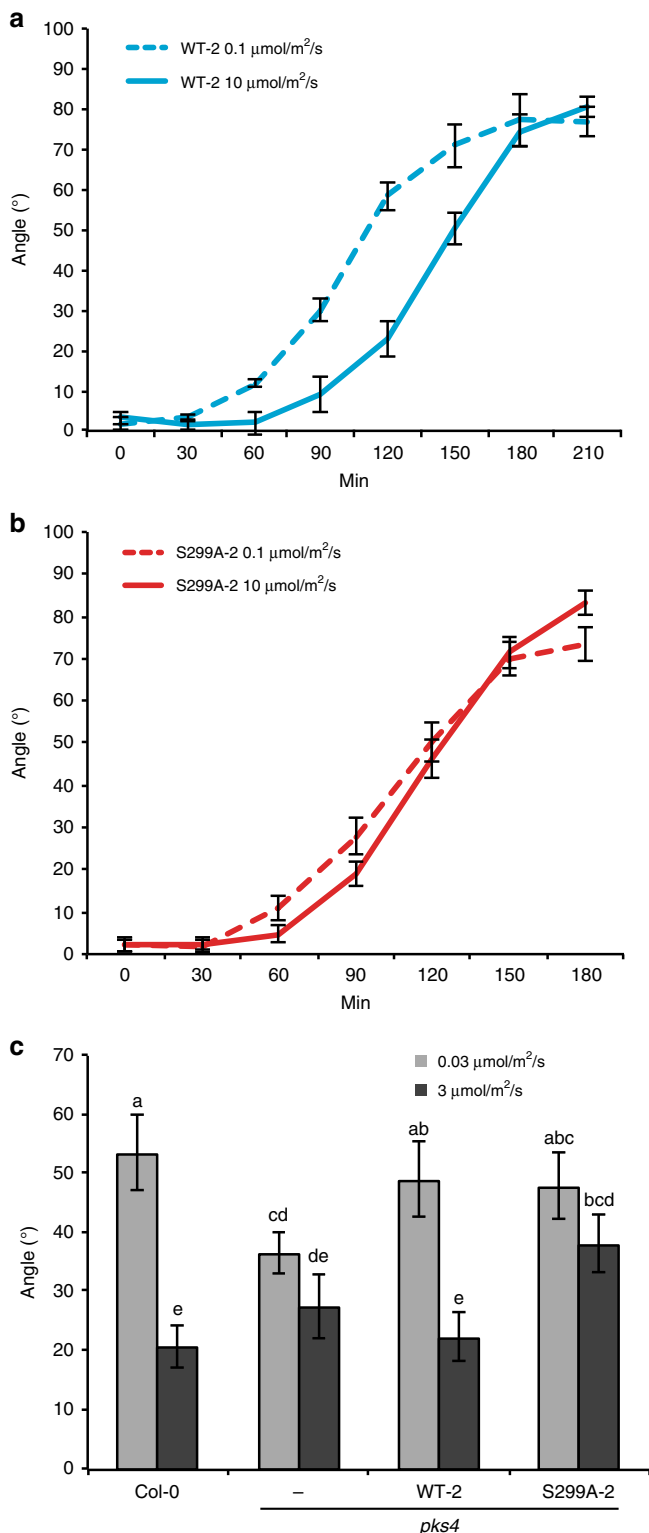 a
100
90
80
70
60
50
40
30
20
10
0
Angle (°)
WT-2 0.1 μmol/m²/s
WT-2 10 μmol/m²/s
0 30 60 90 120 150 180 210
Min
b
100
90
80
70
60
50
40
30
20
10
0
Angle (°)
S299A-2 0.1 μmol/m²/s
S299A-2 10 μmol/m²/s
0 30 60 90 120 150 180
Min
c
70
60
50
40
30
20
10
0
Angle (°)
0.03 μmol/m²/s
3 μmol/m²/s
a
e
cd
de
ab
e
abc
bcd
Col-0 – WT-2 S299A-2
pks4